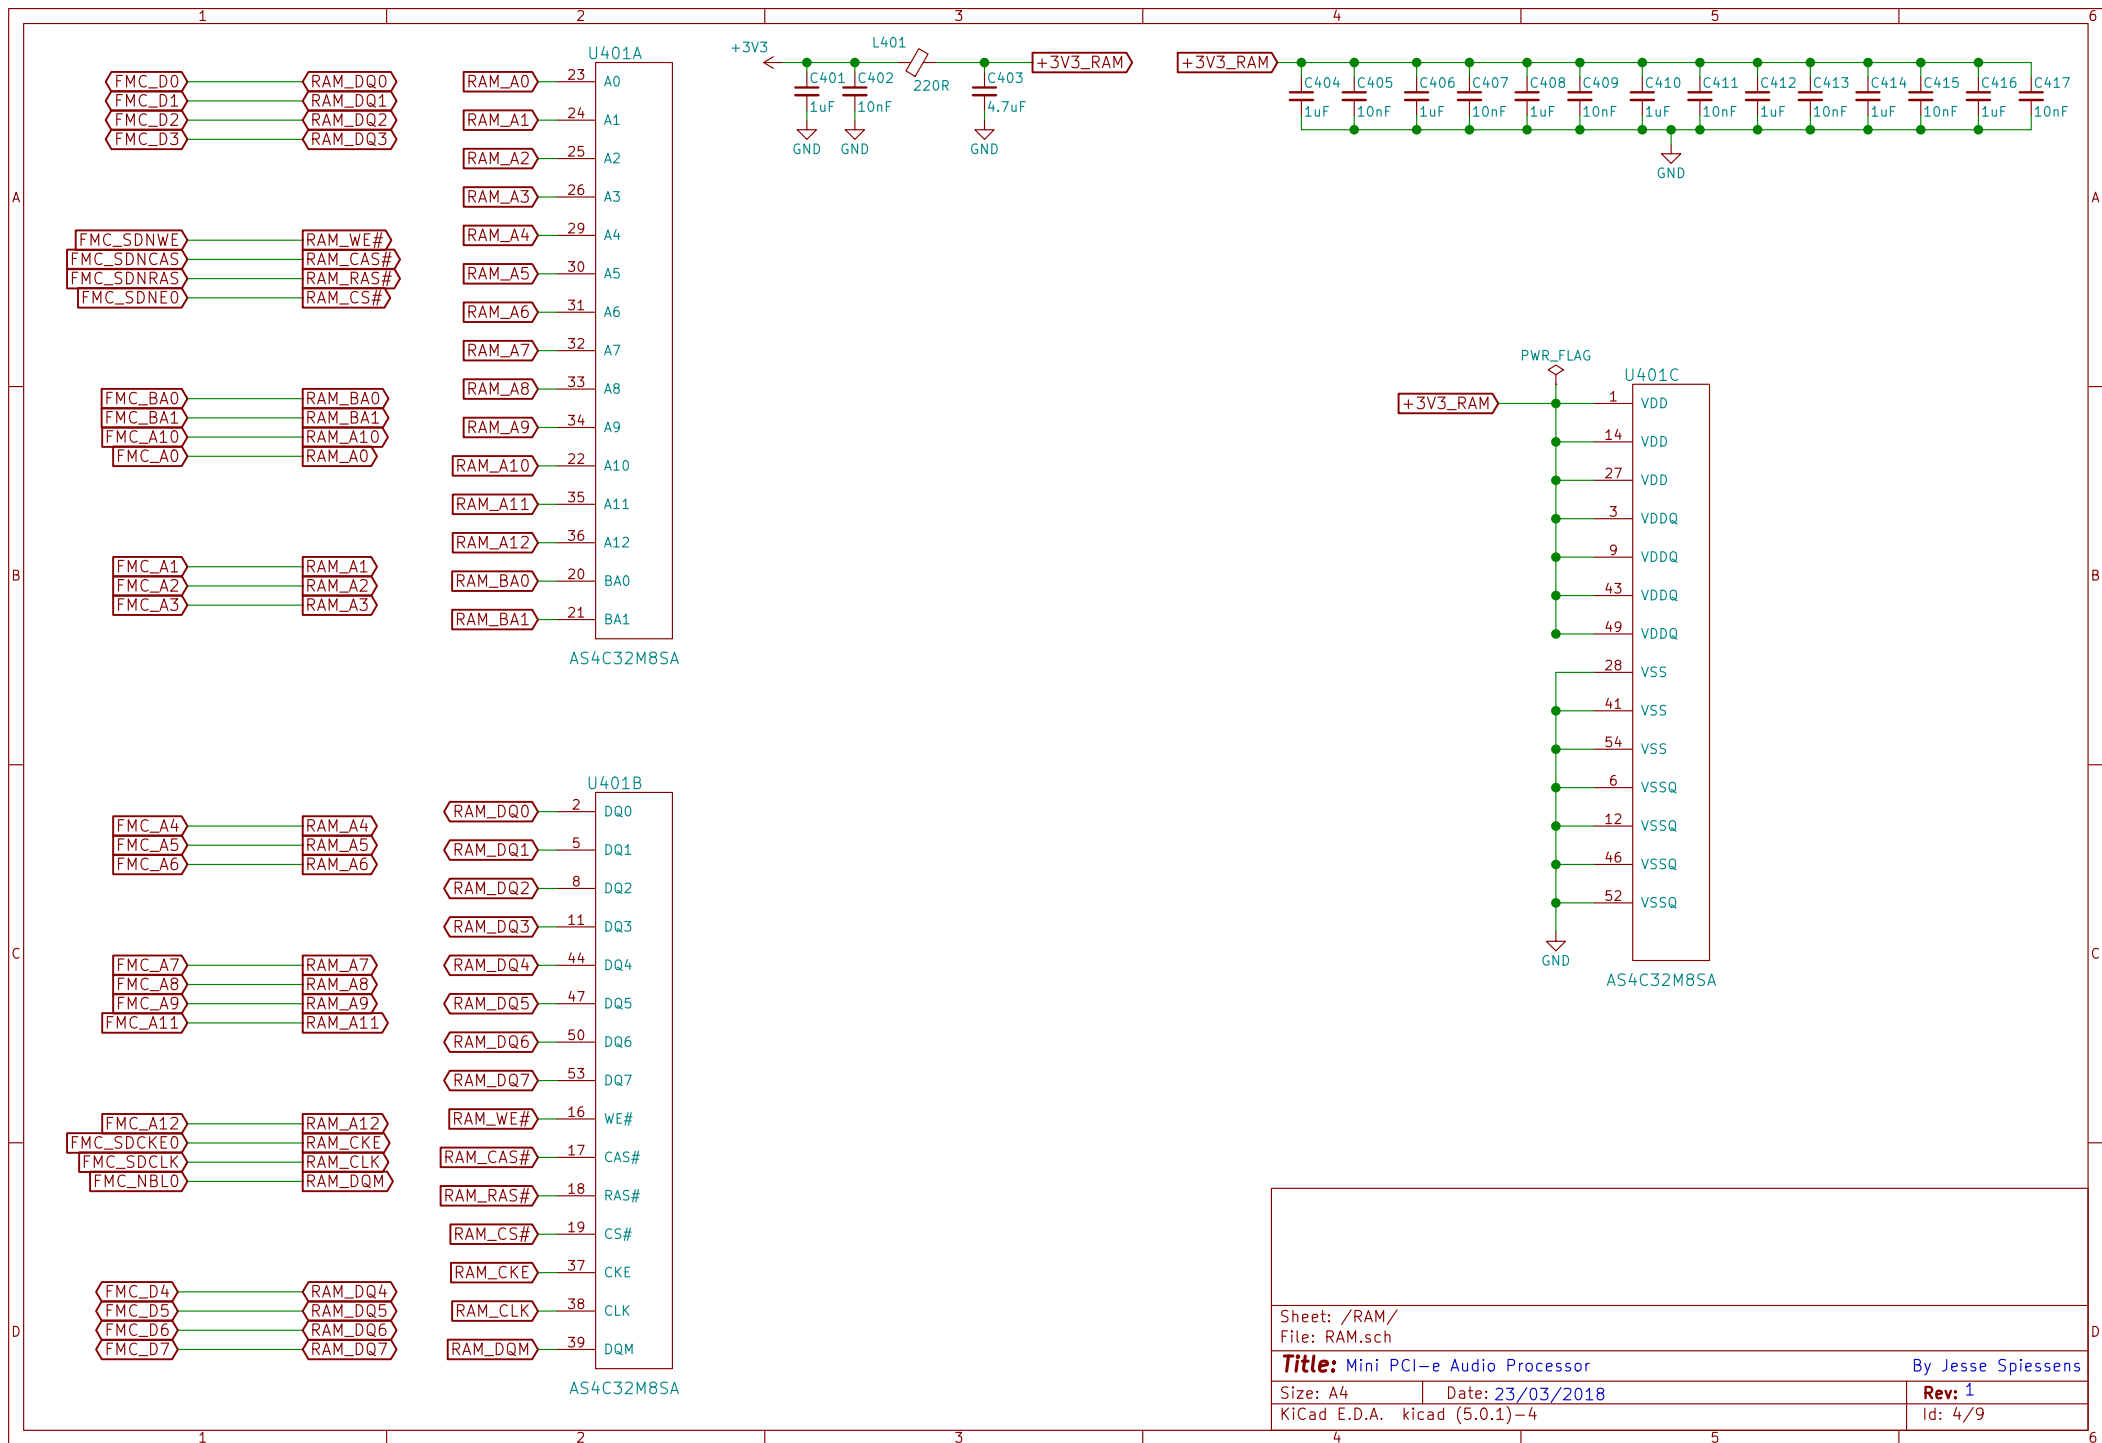 1 2 3 4 5 6
A
B
C
D
FMC_D0 RAM_DQ0
FMC_D1 RAM_DQ1
FMC_D2 RAM_DQ2
FMC_D3 RAM_DQ3
FMC_SDNWE RAM_WE#
FMC_SDNCAS RAM_CAS#
FMC_SDNRAS RAM_RAS#
FMC_SDNE0 RAM_CS#
FMC_BA0 RAM_BA0
FMC_BA1 RAM_BA1
FMC_A10 RAM_A10
FMC_A0 RAM_A0
FMC_A1 RAM_A1
FMC_A2 RAM_A2
FMC_A3 RAM_A3
FMC_A4 RAM_A4
FMC_A5 RAM_A5
FMC_A6 RAM_A6
FMC_A7 RAM_A7
FMC_A8 RAM_A8
FMC_A9 RAM_A9
FMC_A11 RAM_A11
FMC_A12 RAM_A12
FMC_SDCKE0 RAM_CKE
FMC_SDCLK RAM_CLK
FMC_NBL0 RAM_DQM
FMC_D4 RAM_DQ4
FMC_D5 RAM_DQ5
FMC_D6 RAM_DQ6
FMC_D7 RAM_DQ7
U401A
RAM_A0 23 A0
RAM_A1 24 A1
RAM_A2 25 A2
RAM_A3 26 A3
RAM_A4 29 A4
RAM_A5 30 A5
RAM_A6 31 A6
RAM_A7 32 A7
RAM_A8 33 A8
RAM_A9 34 A9
RAM_A10 22 A10
RAM_A11 35 A11
RAM_A12 36 A12
RAM_BA0 20 BA0
RAM_BA1 21 BA1
AS4C32M8SA
U401B
RAM_DQ0 2 DQ0
RAM_DQ1 5 DQ1
RAM_DQ2 8 DQ2
RAM_DQ3 11 DQ3
RAM_DQ4 44 DQ4
RAM_DQ5 47 DQ5
RAM_DQ6 50 DQ6
RAM_DQ7 53 DQ7
RAM_WE# 16 WE#
RAM_CAS# 17 CAS#
RAM_RAS# 18 RAS#
RAM_CS# 19 CS#
RAM_CKE 37 CKE
RAM_CLK 38 CLK
RAM_DQM 39 DQM
AS4C32M8SA
+3V3 L401 +3V3_RAM
220R
C401 C402 C403
1uF 10nF 4.7uF
GND GND GND
+3V3_RAM
C404 C405 C406 C407 C408 C409 C410 C411 C412 C413 C414 C415 C416 C417
1uF 10nF 1uF 10nF 1uF 10nF 1uF 10nF 1uF 10nF 1uF 10nF 1uF 10nF
GND
PWR_FLAG
U401C
+3V3_RAM 1 VDD
14 VDD
27 VDD
3 VDDQ
9 VDDQ
43 VDDQ
49 VDDQ
28 VSS
41 VSS
54 VSS
6 VSSQ
12 VSSQ
46 VSSQ
52 VSSQ
GND
AS4C32M8SA
Sheet: /RAM/
File: RAM.sch
Title: Mini PCI-e Audio Processor By Jesse Spiessens
Size: A4 Date: 23/03/2018 Rev: 1
KiCad E.D.A. kicad (5.0.1)-4 Id: 4/9
A
B
C
D
1 2 3 4 5 6